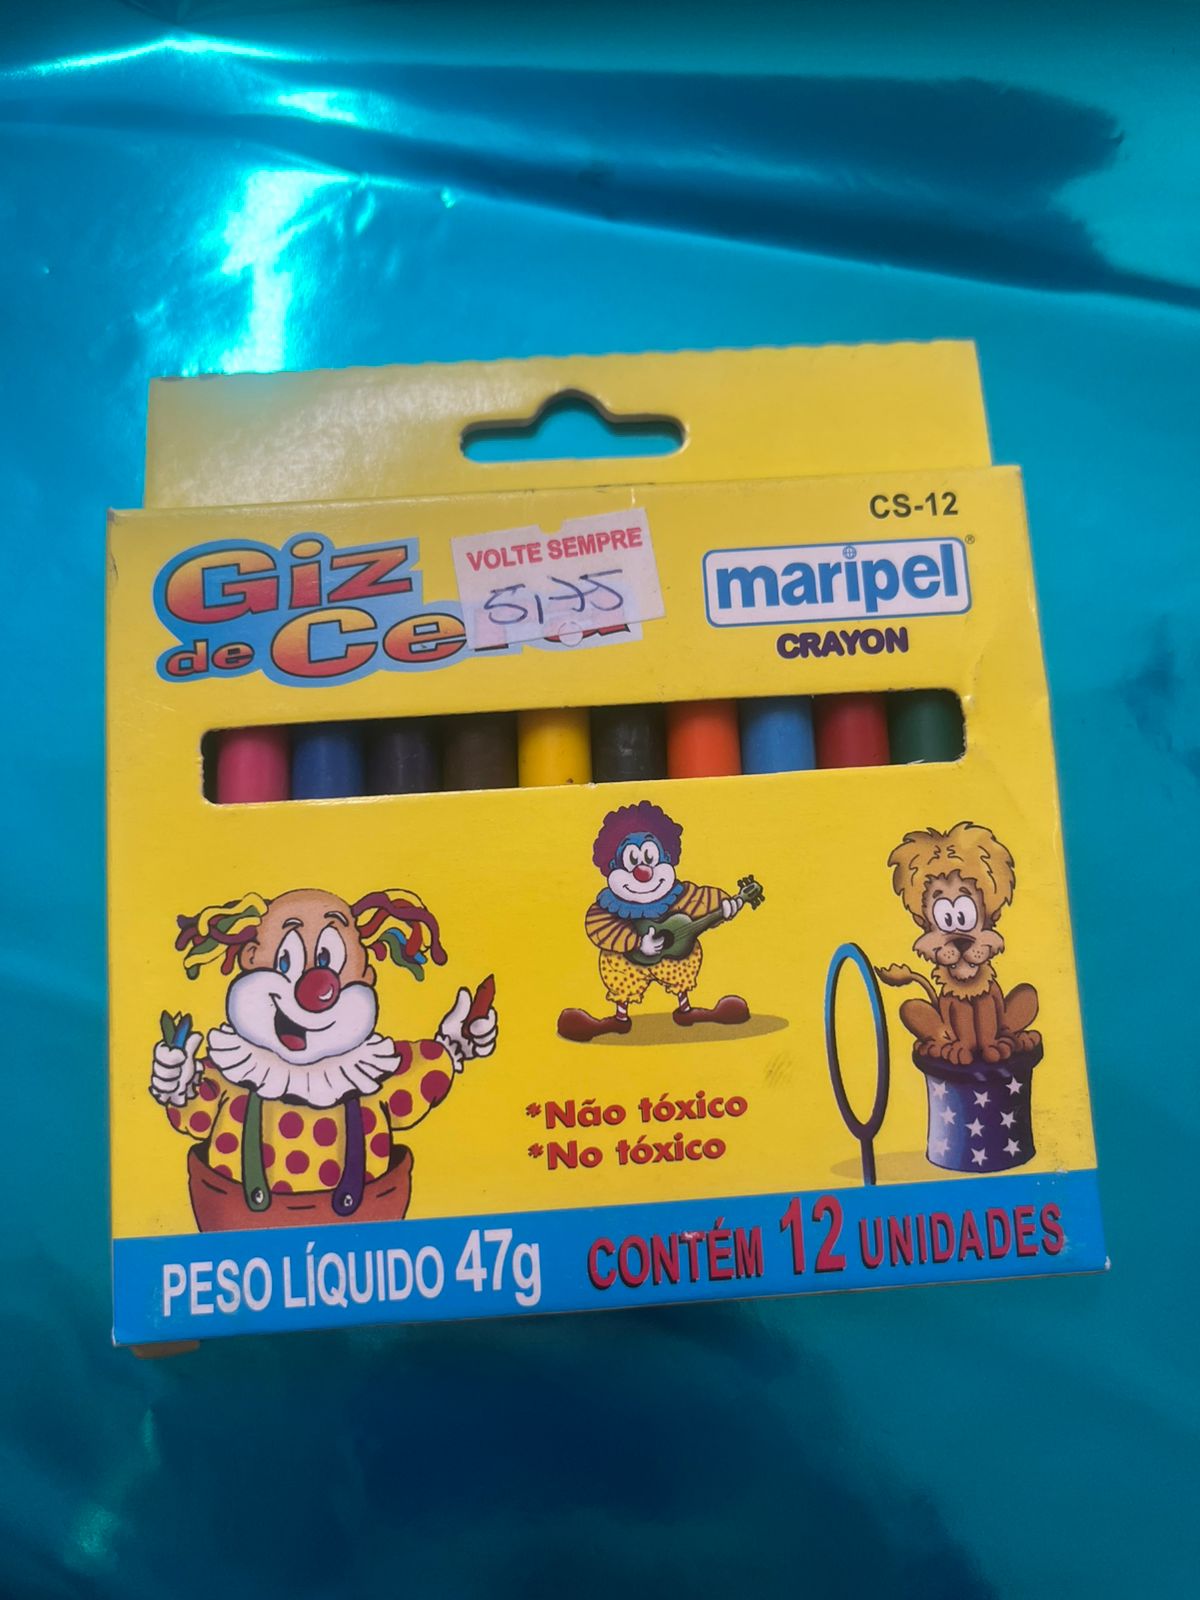 CS-12
Giz
de Cera
VOLTE SEMPRE
5,75
maripel®
CRAYON
*Não tóxico
*No tóxico
PESO LÍQUIDO 47g
CONTÉM 12 UNIDADES